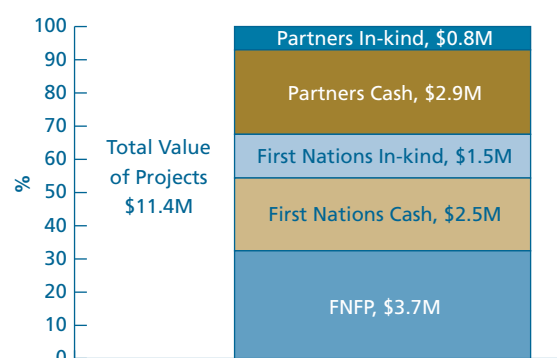 100
90
80
70
60
50
40
30
20
10
0
%
Total Value
of Projects
$11.4M
Partners In-kind, $0.8M
Partners Cash, $2.9M
First Nations In-kind, $1.5M
First Nations Cash, $2.5M
FNFP, $3.7M